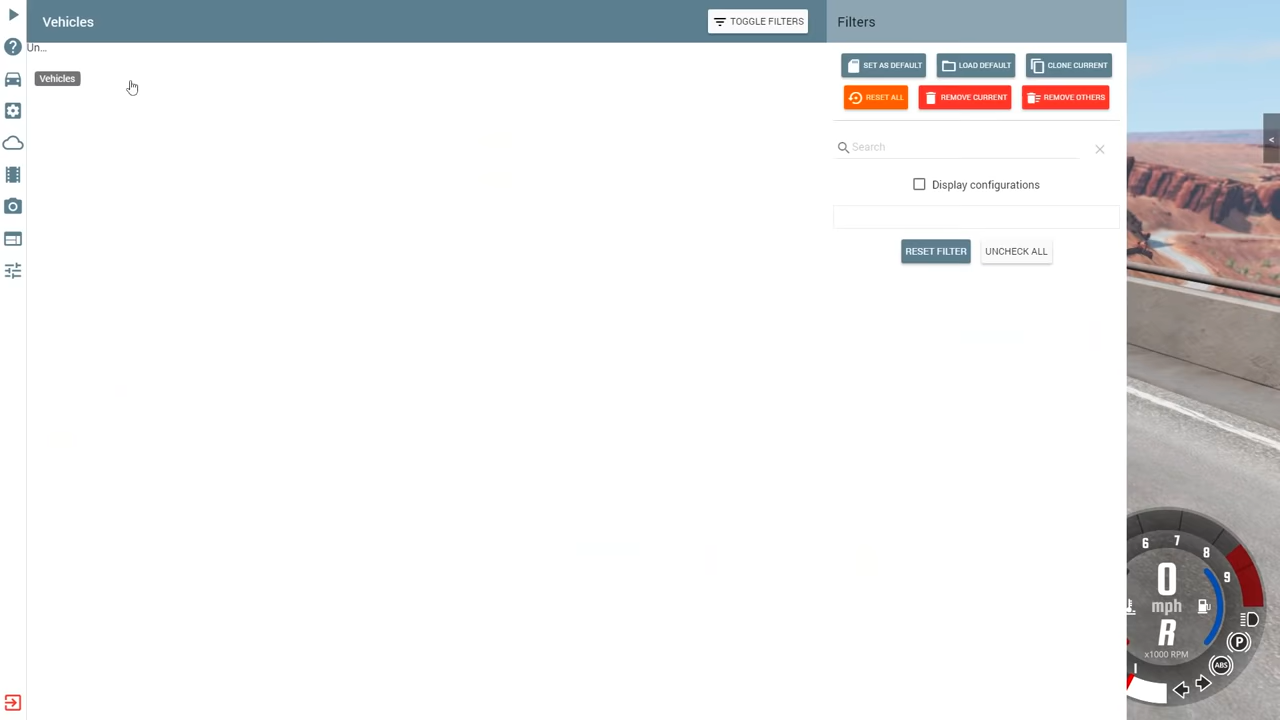 Vehicles
TOGGLE FILTERS
Filters
Un...
Vehicles
SET AS DEFAULT
LOAD DEFAULT
CLONE CURRENT
RESET ALL
REMOVE CURRENT
REMOVE OTHERS
Search
Display configurations
RESET FILTER
UNCHECK ALL
<
6 7 8 9
0
mph
R
x1000 RPM
P
ABS